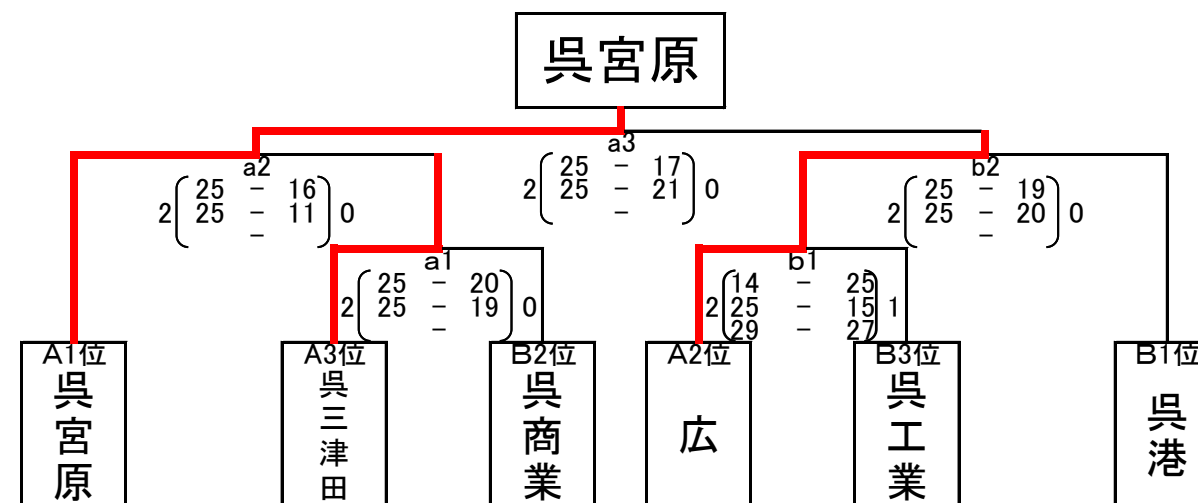 呉宮原
a3
25 － 17
2 25 － 21 0
－
a2
25 － 16
2 25 － 11 0
－
b2
25 － 19
2 25 － 20 0
－
a1
25 － 20
2 25 － 19 0
－
b1
14 － 25
2 25 － 15 1
29 － 27
A1位
呉宮原
A3位
呉三津田
B2位
呉商業
A2位
広
B3位
呉工業
B1位
呉港